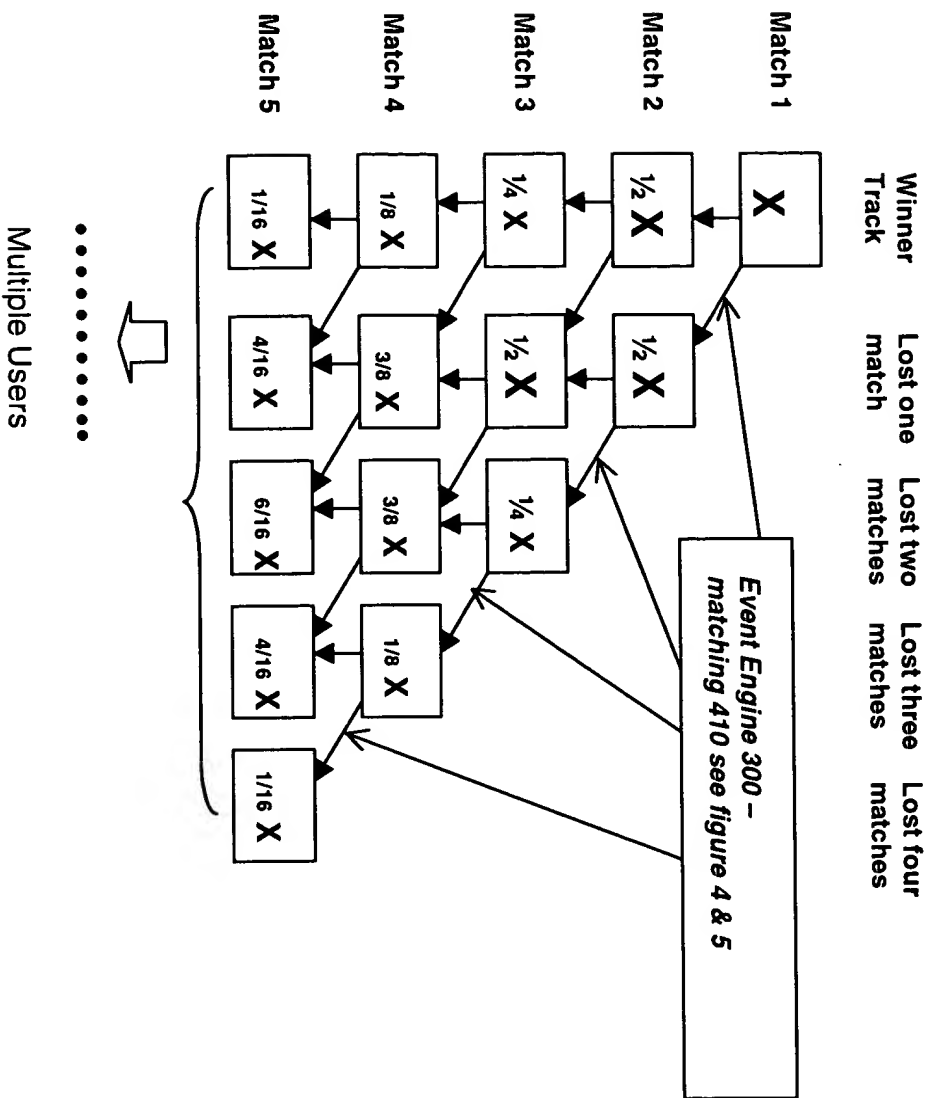 Winner
Track
Lost one
match
Lost two
matches
Lost three
matches
Lost four
matches
Event Engine 300 –
matching 410 see figure 4 & 5
Match 1
X
Match 2
½ X
½ X
Match 3
¼ X
½ X
¼ X
Match 4
1/8 X
3/8 X
3/8 X
1/8 X
Match 5
1/16 X
4/16 X
6/16 X
4/16 X
1/16 X
Multiple Users